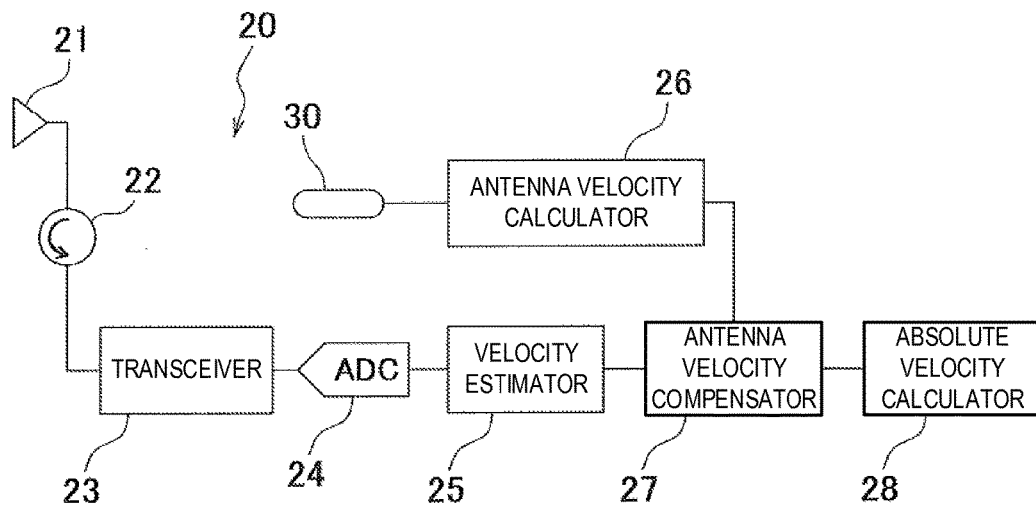 20
21
26
30
22
ANTENNA VELOCITY
CALCULATOR
TRANSCEIVER
ADC
VELOCITY
ESTIMATOR
ANTENNA
VELOCITY
COMPENSATOR
ABSOLUTE
VELOCITY
CALCULATOR
23
24
25
27
28